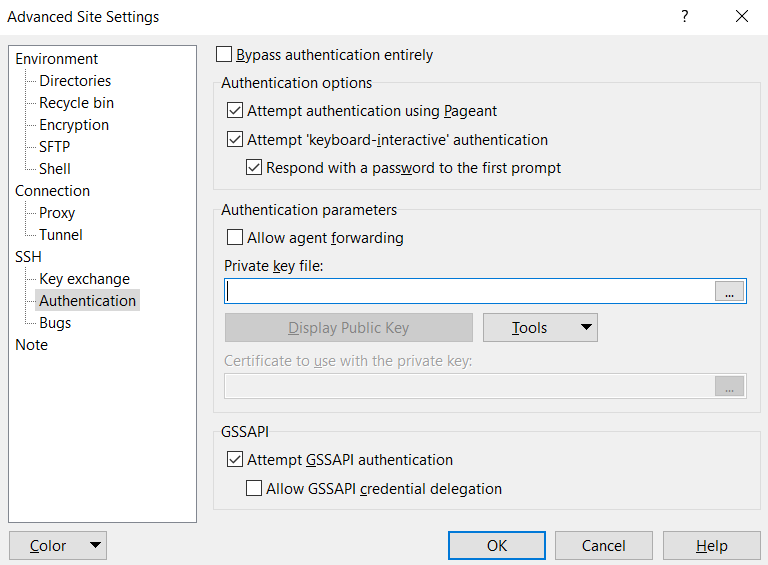 Advanced Site Settings
?
Environment
Directories
Recycle bin
Encryption
SFTP
Shell
Connection
Proxy
Tunnel
SSH
Key exchange
Authentication
Bugs
Note
Bypass authentication entirely
Authentication options
Attempt authentication using Pageant
Attempt 'keyboard-interactive' authentication
Respond with a password to the first prompt
Authentication parameters
Allow agent forwarding
Private key file:
...
Display Public Key
Tools
Certificate to use with the private key:
...
GSSAPI
Attempt GSSAPI authentication
Allow GSSAPI credential delegation
Color
OK
Cancel
Help